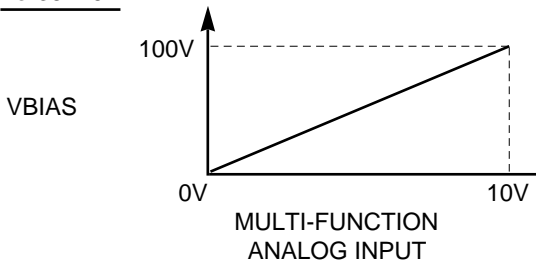 100V
VBIAS
0V
10V
MULTI-FUNCTION
ANALOG INPUT